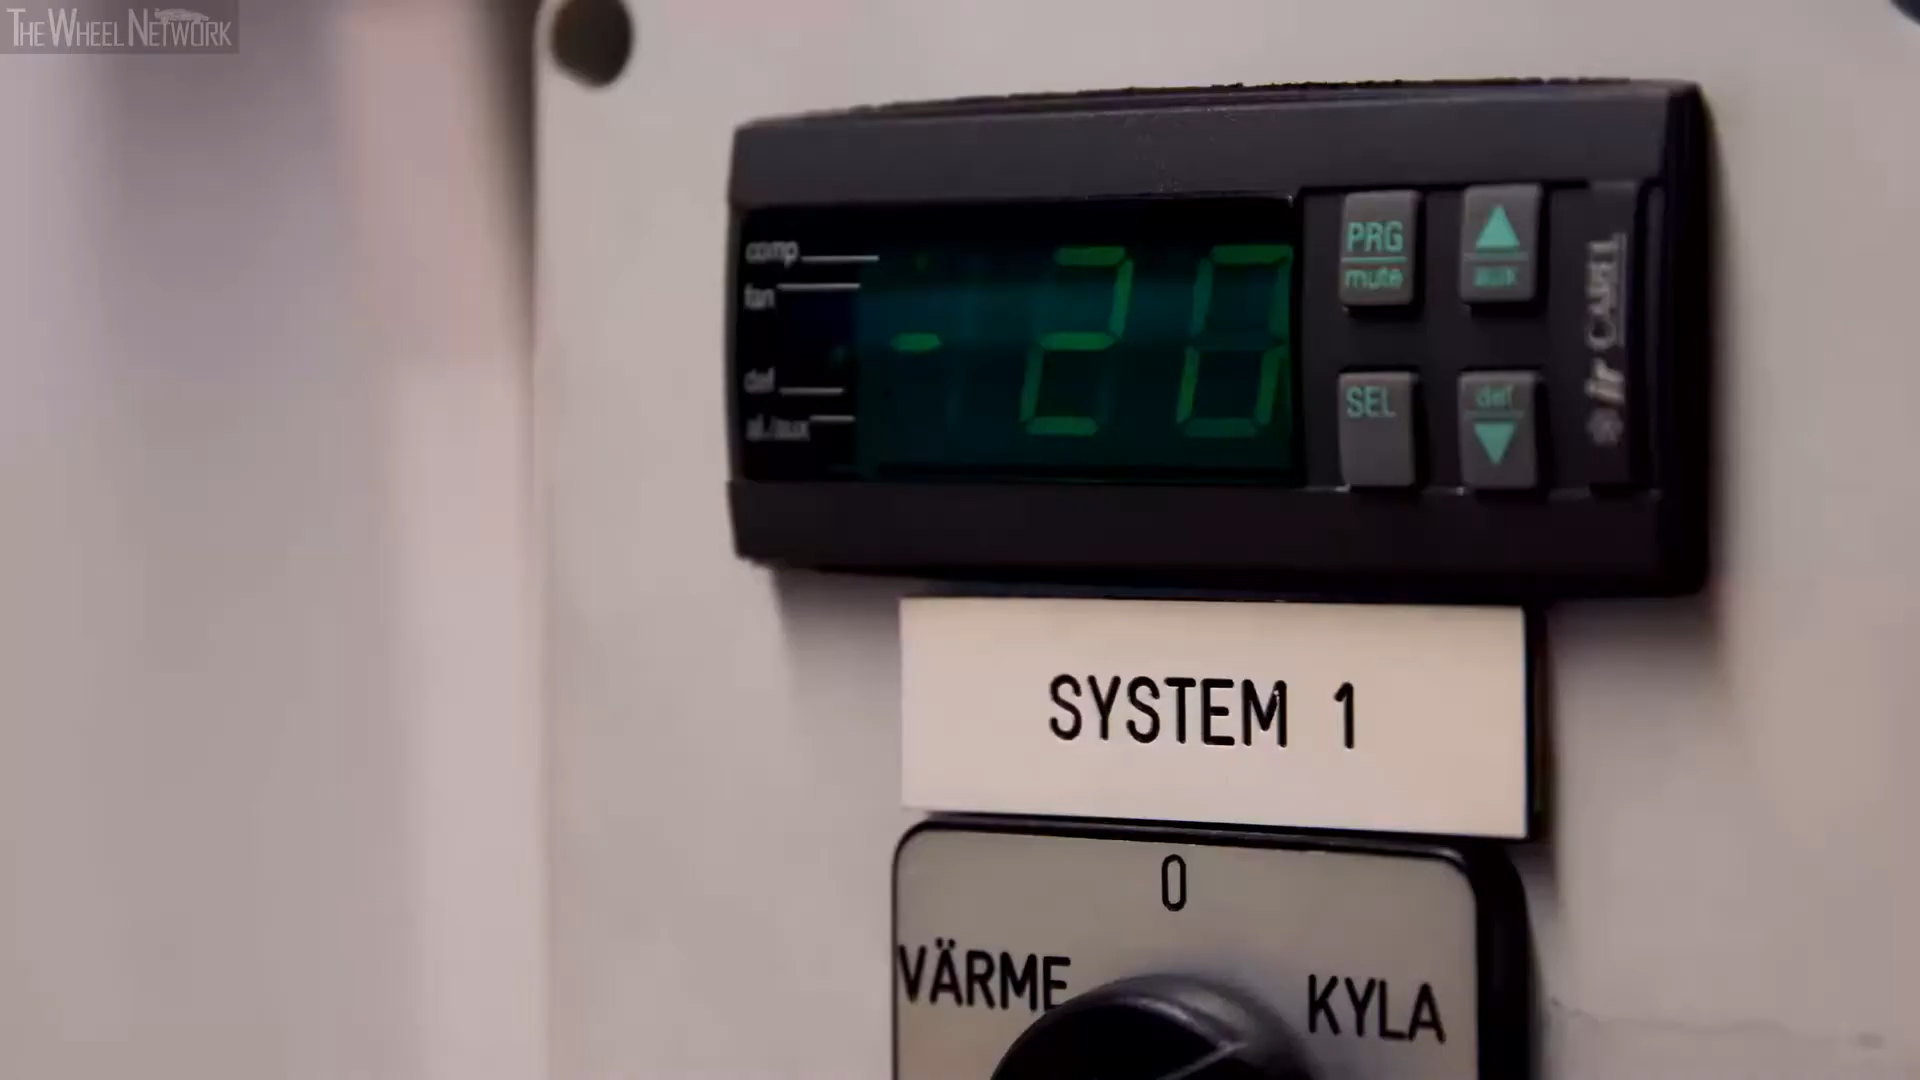 THE WHEEL NETWORK
comp
fan
def
al./aux
- 20
PRG
mute
aux
SEL
def
ir CAREL
SYSTEM 1
0
VÄRME
KYLA